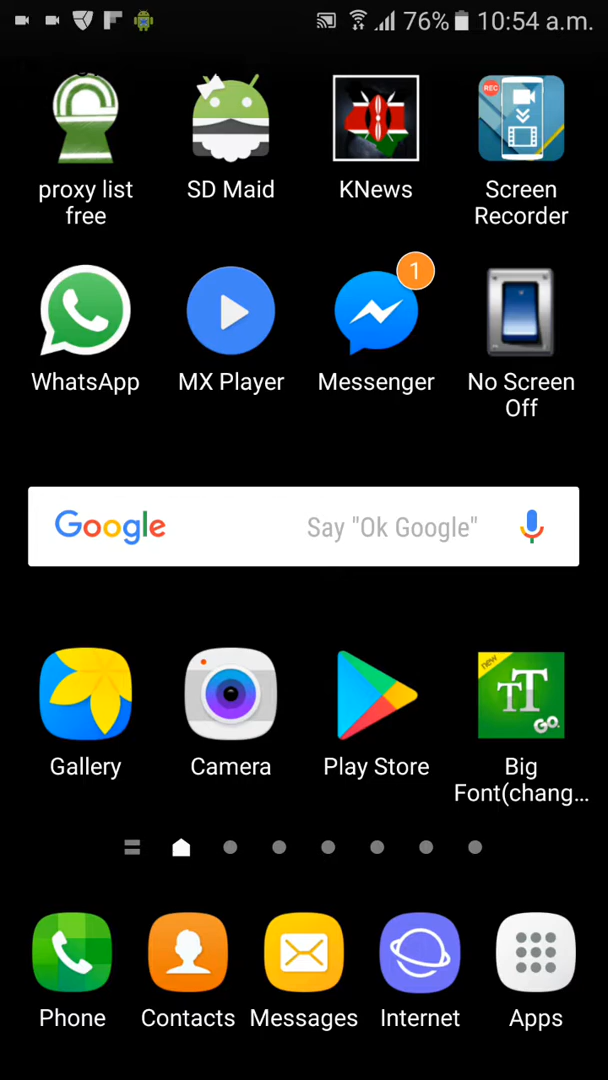 76% 10:54 a.m.
proxy list
free
SD Maid
KNews
REC
Screen
Recorder
1
WhatsApp
MX Player
Messenger
No Screen
Off
Google Say "Ok Google"
new
TT
GO
Gallery
Camera
Play Store
Big
Font(chang...
Phone
Contacts
Messages
Internet
Apps